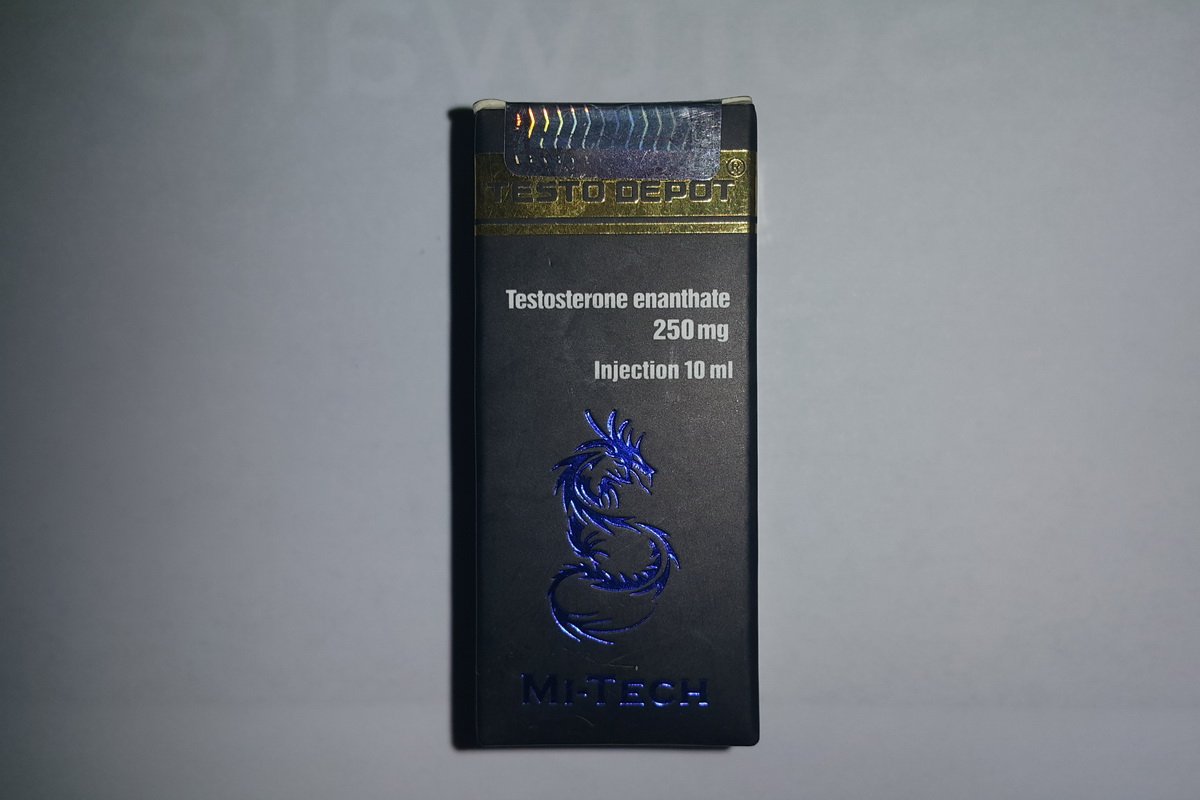 TESTO DEPOT®
Testosterone enanthate
250 mg
Injection 10 ml
MI-TECH